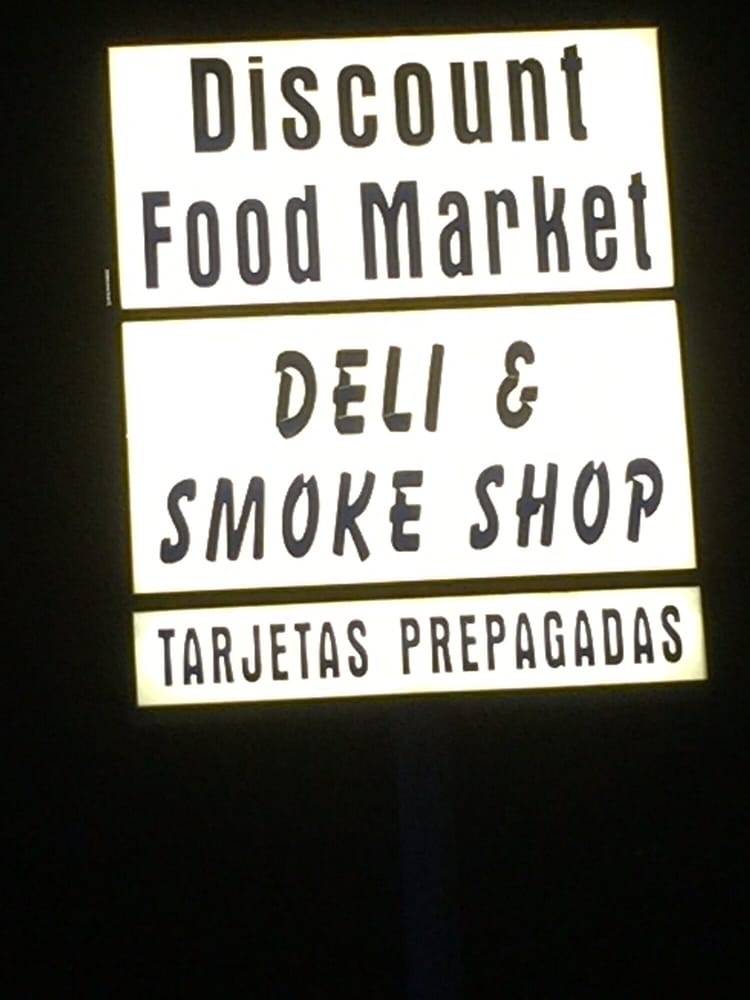 Discount
Food Market
DELI &
SMOKE SHOP
TARJETAS PREPAGADAS